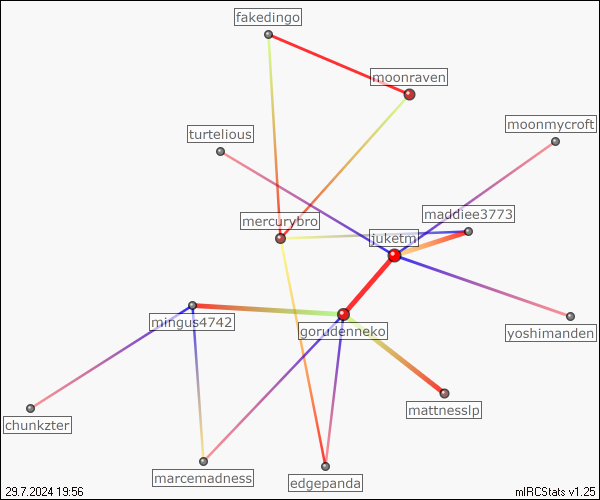 fakedingo
moonraven
moonmycroft
turtelious
maddiee3773
mercurybro
juketm
mingus4742
gorudenneko
yoshimanden
mattnesslp
chunkzter
marcemadness
edgepanda
29.7.2024 19:56
mIRCStats v1.25